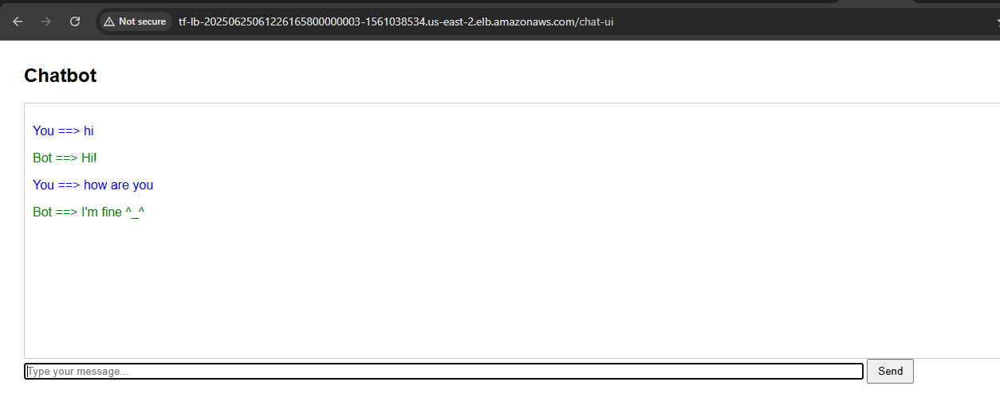 Not secure tf-lb-20250625061226165800000003-1561038534.us-east-2.elb.amazonaws.com/chat-ui
Chatbot
You ==> hi
Bot ==> Hi!
You ==> how are you
Bot ==> I'm fine ^_^
Type your message... Send